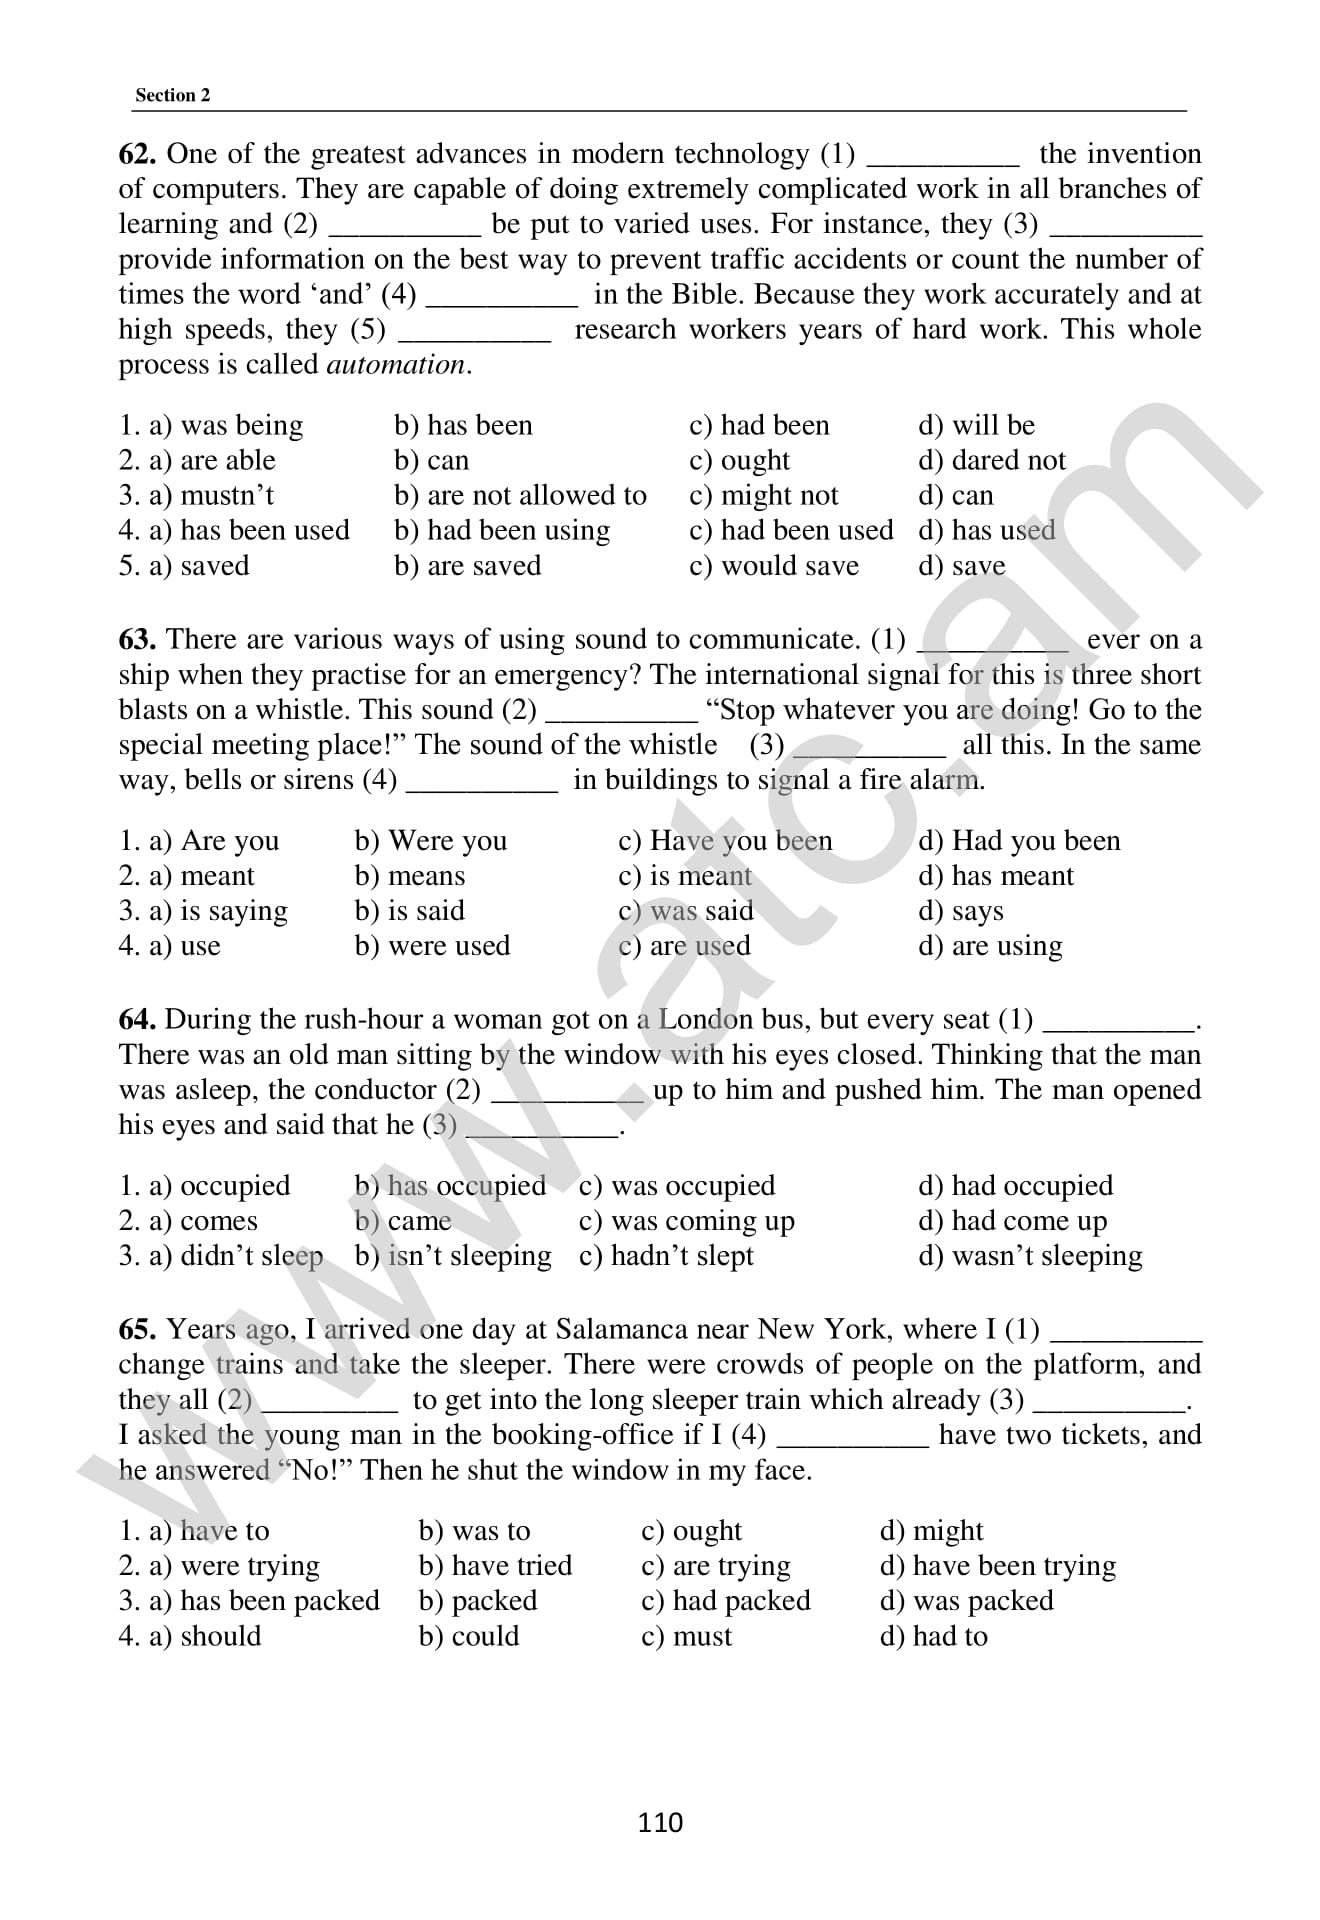 Section 2
62. One of the greatest advances in modern technology (1) __________ the invention
of computers. They are capable of doing extremely complicated work in all branches of
learning and (2) __________ be put to varied uses. For instance, they (3) __________
provide information on the best way to prevent traffic accidents or count the number of
times the word ‘and’ (4) __________ in the Bible. Because they work accurately and at
high speeds, they (5) __________ research workers years of hard work. This whole
process is called automation.
1. a) was being b) has been c) had been d) will be
2. a) are able b) can c) ought d) dared not
3. a) mustn’t b) are not allowed to c) might not d) can
4. a) has been used b) had been using c) had been used d) has used
5. a) saved b) are saved c) would save d) save
63. There are various ways of using sound to communicate. (1) __________ ever on a
ship when they practise for an emergency? The international signal for this is three short
blasts on a whistle. This sound (2) __________ “Stop whatever you are doing! Go to the
special meeting place!” The sound of the whistle (3) __________ all this. In the same
way, bells or sirens (4) __________ in buildings to signal a fire alarm.
1. a) Are you b) Were you c) Have you been d) Had you been
2. a) meant b) means c) is meant d) has meant
3. a) is saying b) is said c) was said d) says
4. a) use b) were used c) are used d) are using
64. During the rush-hour a woman got on a London bus, but every seat (1) __________.
There was an old man sitting by the window with his eyes closed. Thinking that the man
was asleep, the conductor (2) __________ up to him and pushed him. The man opened
his eyes and said that he (3) __________.
1. a) occupied b) has occupied c) was occupied d) had occupied
2. a) comes b) came c) was coming up d) had come up
3. a) didn’t sleep b) isn’t sleeping c) hadn’t slept d) wasn’t sleeping
65. Years ago, I arrived one day at Salamanca near New York, where I (1) __________
change trains and take the sleeper. There were crowds of people on the platform, and
they all (2) _________ to get into the long sleeper train which already (3) __________.
I asked the young man in the booking-office if I (4) __________ have two tickets, and
he answered “No!” Then he shut the window in my face.
1. a) have to b) was to c) ought d) might
2. a) were trying b) have tried c) are trying d) have been trying
3. a) has been packed b) packed c) had packed d) was packed
4. a) should b) could c) must d) had to
110
www.atc.am